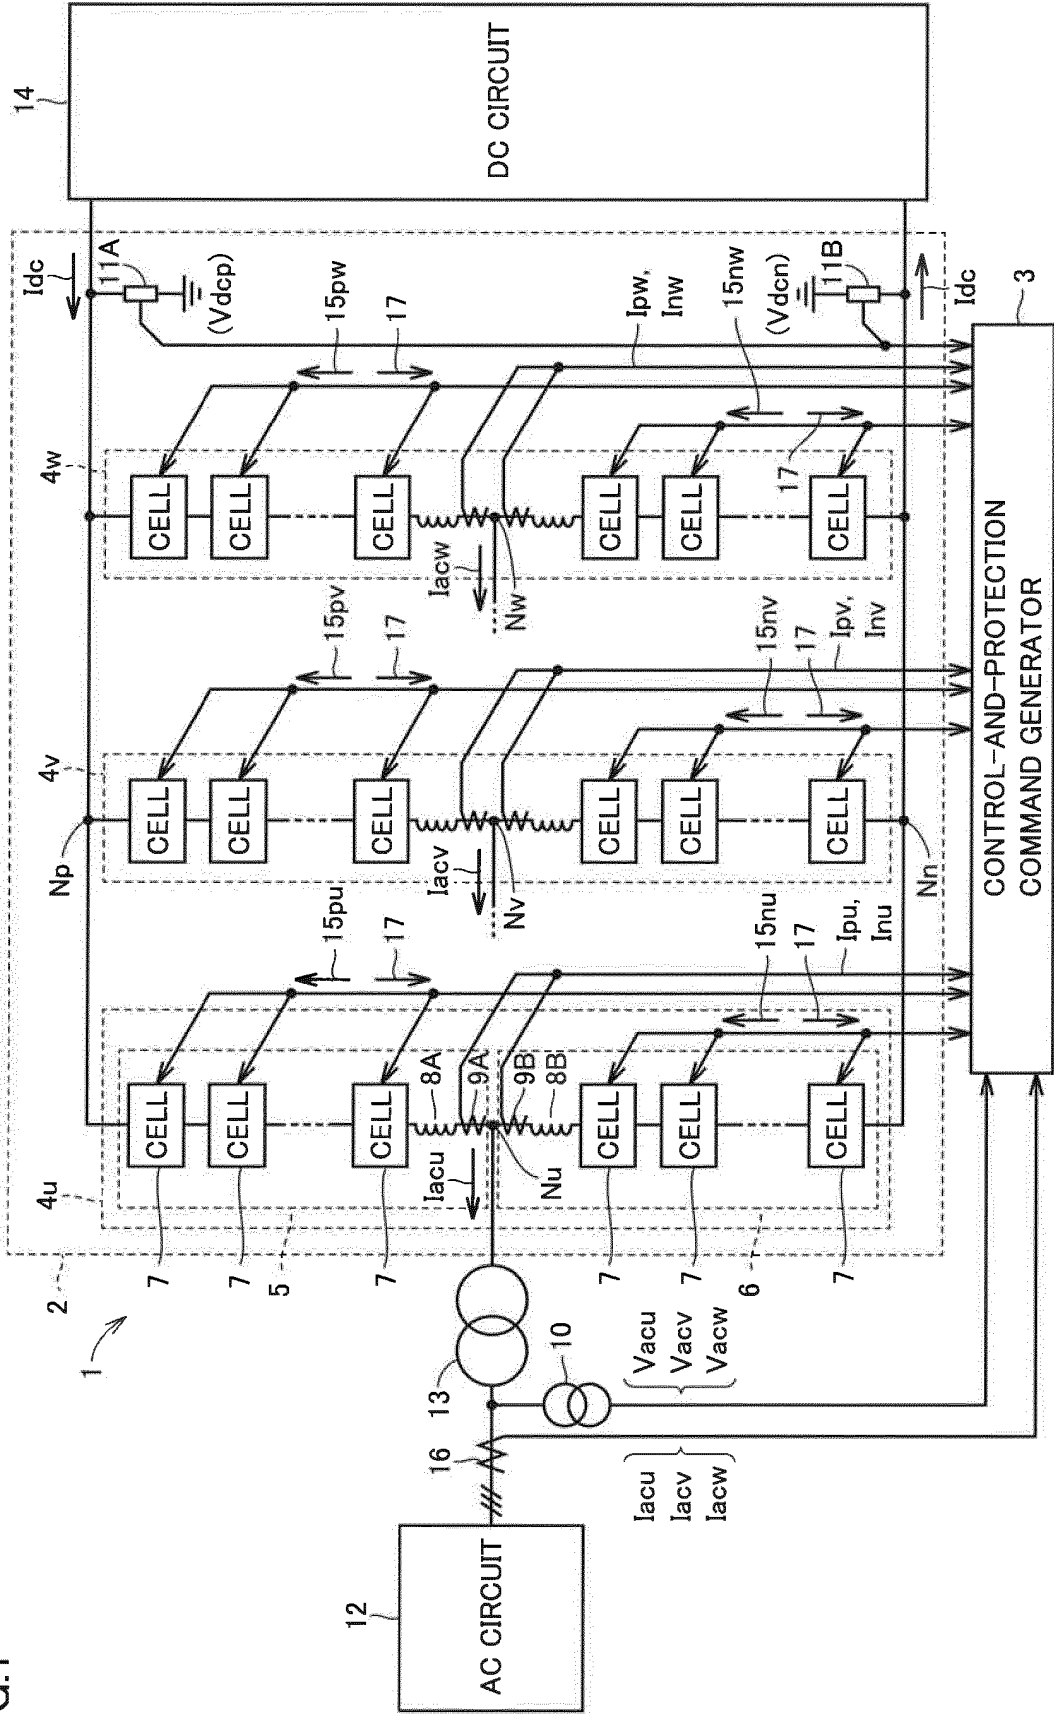 G.1
1
2
12
AC CIRCUIT
16
13
10
Vacu
Vacv
Vacw
Iacu
Iacv
Iacw
4u
5
6
7
7
7
7
7
7
CELL
CELL
CELL
CELL
CELL
CELL
8A
9A
9B
8B
Iacu
Nu
15pu
17
15nu
17
Ipu,
Inu
Np
4v
CELL
CELL
CELL
CELL
CELL
CELL
Iacv
Nv
Nn
15pv
17
15nv
17
Ipv,
Inv
4w
CELL
CELL
CELL
CELL
CELL
CELL
Iacw
Nw
15pw
17
15nw
17
Ipw,
Inw
Idc
11A
(Vdcp)
(Vdcn)
11B
Idc
14
DC CIRCUIT
3
CONTROL-AND-PROTECTION
COMMAND GENERATOR